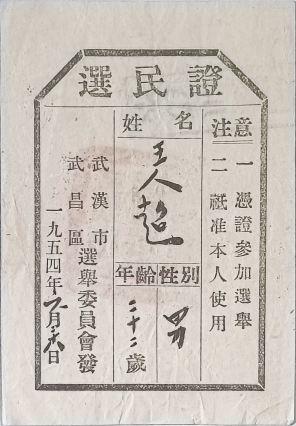 證民選
意注
一 憑證參加選舉
二 祇准本人使用
名姓
王人超
別性
男
齡年
二十二歲
武漢市
武昌區
選舉委員會發
一九五四年 月 日